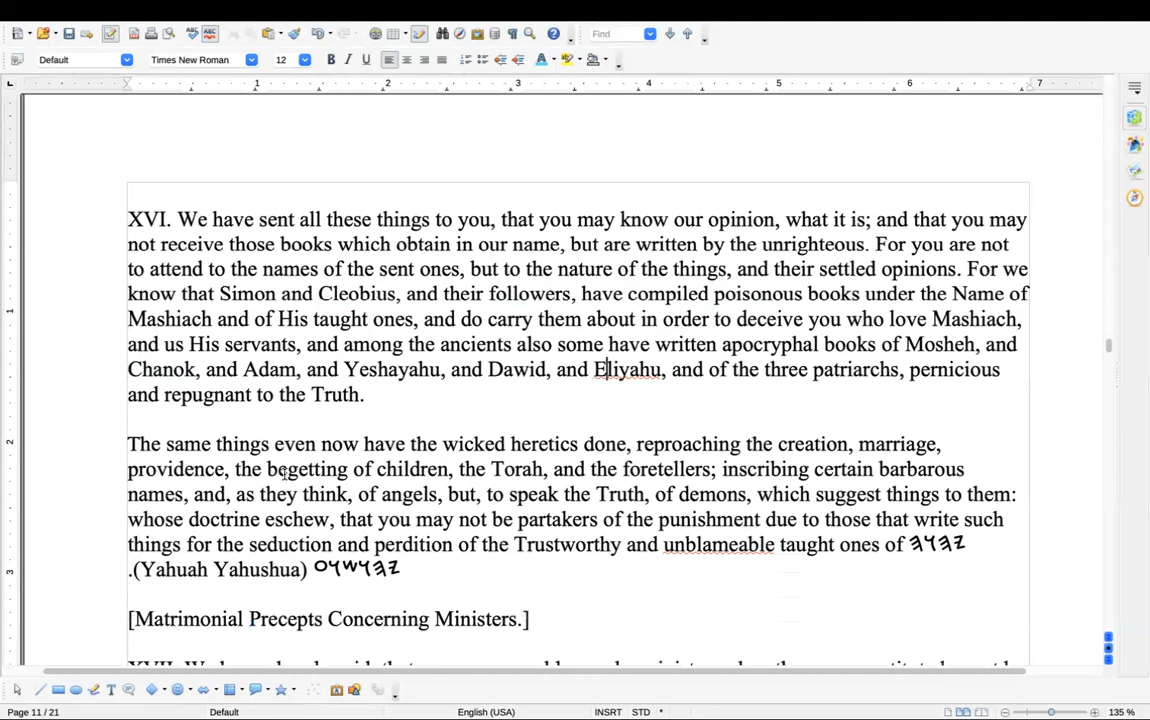 Default
Times New Roman
12
Find
1 2 3 4 5 6 7
XVI. We have sent all these things to you, that you may know our opinion, what it is; and that you may
not receive those books which obtain in our name, but are written by the unrighteous. For you are not
to attend to the names of the sent ones, but to the nature of the things, and their settled opinions. For we
know that Simon and Cleobius, and their followers, have compiled poisonous books under the Name of
Mashiach and of His taught ones, and do carry them about in order to deceive you who love Mashiach,
and us His servants, and among the ancients also some have written apocryphal books of Mosheh, and
Chanok, and Adam, and Yeshayahu, and Dawid, and Eliyahu, and of the three patriarchs, pernicious
and repugnant to the Truth.
The same things even now have the wicked heretics done, reproaching the creation, marriage,
providence, the begetting of children, the Torah, and the foretellers; inscribing certain barbarous
names, and, as they think, of angels, but, to speak the Truth, of demons, which suggest things to them:
whose doctrine eschew, that you may not be partakers of the punishment due to those that write such
things for the seduction and perdition of the Trustworthy and unblameable taught ones of 𐤉𐤄𐤅𐤄
.(Yahuah Yahushua) 𐤉𐤄𐤅𐤔𐤅𐤏
[Matrimonial Precepts Concerning Ministers.]
Page 11 / 21
Default
English (USA)
INSRT
STD
*
135 %